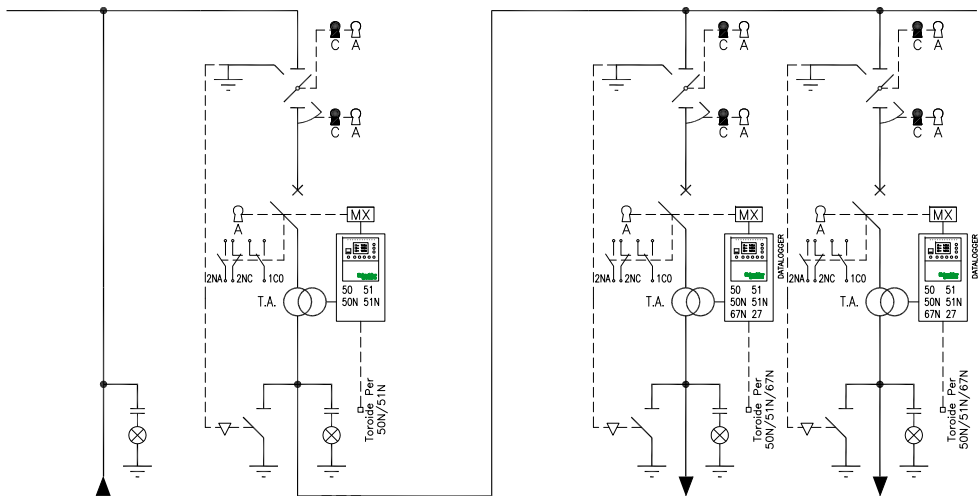 C A
C A
C A
C A
C A
C A
A
MX
A
MX
A
MX
2NA 2NC 1CO
2NA 2NC 1CO
2NA 2NC 1CO
DATALOGGER
DATALOGGER
T.A.
50 51
50N 51N
T.A.
50 51
50N 51N
67N 27
T.A.
50 51
50N 51N
67N 27
Toroide Per
50N/51N
Toroide Per
50N/51N/67N
Toroide Per
50N/51N/67N